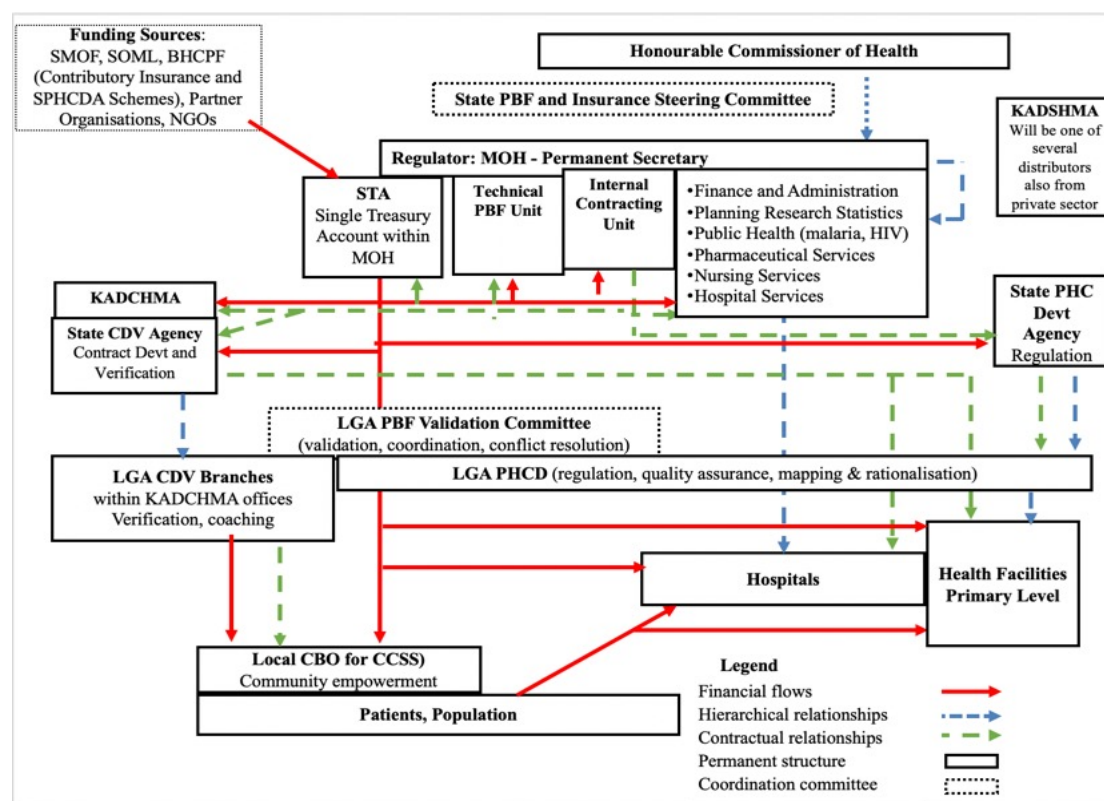 Funding Sources:
SMOF, SOML, BHCPF
(Contributory Insurance and
SPHCDA Schemes), Partner
Organisations, NGOs
Honourable Commissioner of Health
State PBF and Insurance Steering Committee
KADSHMA
Will be one of
several
distributors
also from
private sector
Regulator: MOH - Permanent Secretary
STA
Single Treasury
Account within
MOH
Technical
PBF Unit
Internal
Contracting
Unit
•Finance and Administration
•Planning Research Statistics
•Public Health (malaria, HIV)
•Pharmaceutical Services
•Nursing Services
•Hospital Services
KADCHMA
State CDV Agency
Contract Devt and
Verification
State PHC
Devt
Agency
Regulation
LGA PBF Validation Committee
(validation, coordination, conflict resolution)
LGA CDV Branches
within KADCHMA offices
Verification, coaching
LGA PHCD (regulation, quality assurance, mapping & rationalisation)
Hospitals
Health Facilities
Primary Level
Local CBO for CCSS)
Community empowerment
Patients, Population
Legend
Financial flows
Hierarchical relationships
Contractual relationships
Permanent structure
Coordination committee